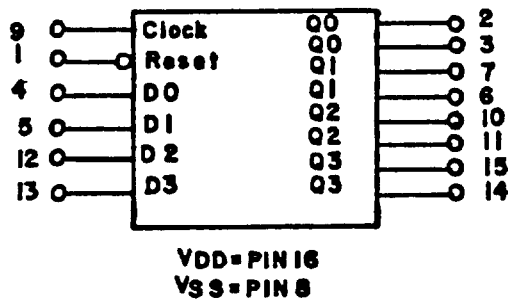 9 Clock Q0 2
1 Reset Q0 3
4 D0 Q1 7
5 D1 Q1 6
12 D2 Q2 10
Q2 11
13 D3 Q3 15
Q3 14
VDD=PIN 16
VSS=PIN 8